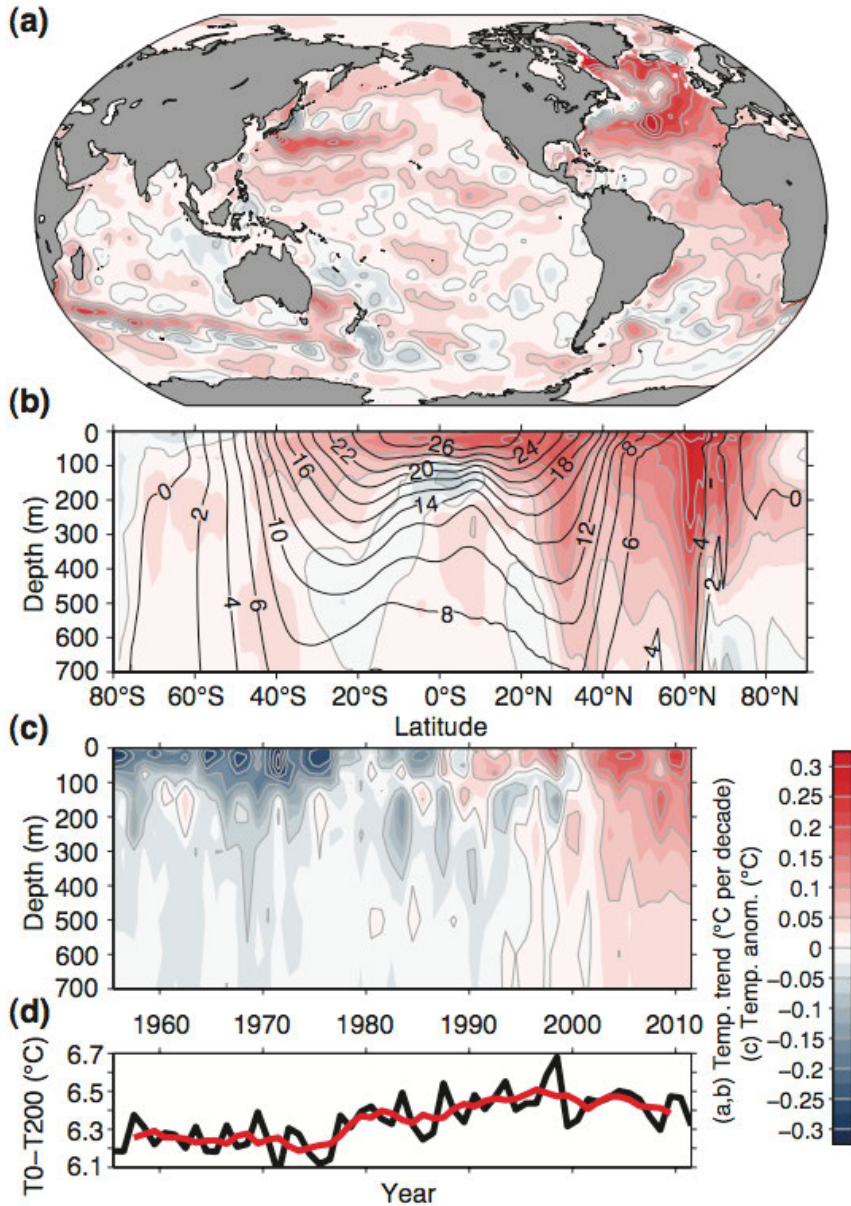 (a)
(b)
0
100
200
300
400
500
600
700
Depth (m)
0
2
4
6
10
16
22
26
20
14
8
24
18
12
6
8
4
2
0
4
80°S
60°S
40°S
20°S
0°S
20°N
40°N
60°N
80°N
Latitude
(c)
0
100
200
300
400
500
600
700
Depth (m)
1960
1970
1980
1990
2000
2010
(a,b) Temp. trend (°C per decade)
(c) Temp. anom. (°C)
0.3
0.25
0.2
0.15
0.1
0.05
0
−0.05
−0.1
−0.15
−0.2
−0.25
−0.3
(d)
6.7
6.5
6.3
6.1
T0−T200 (°C)
Year